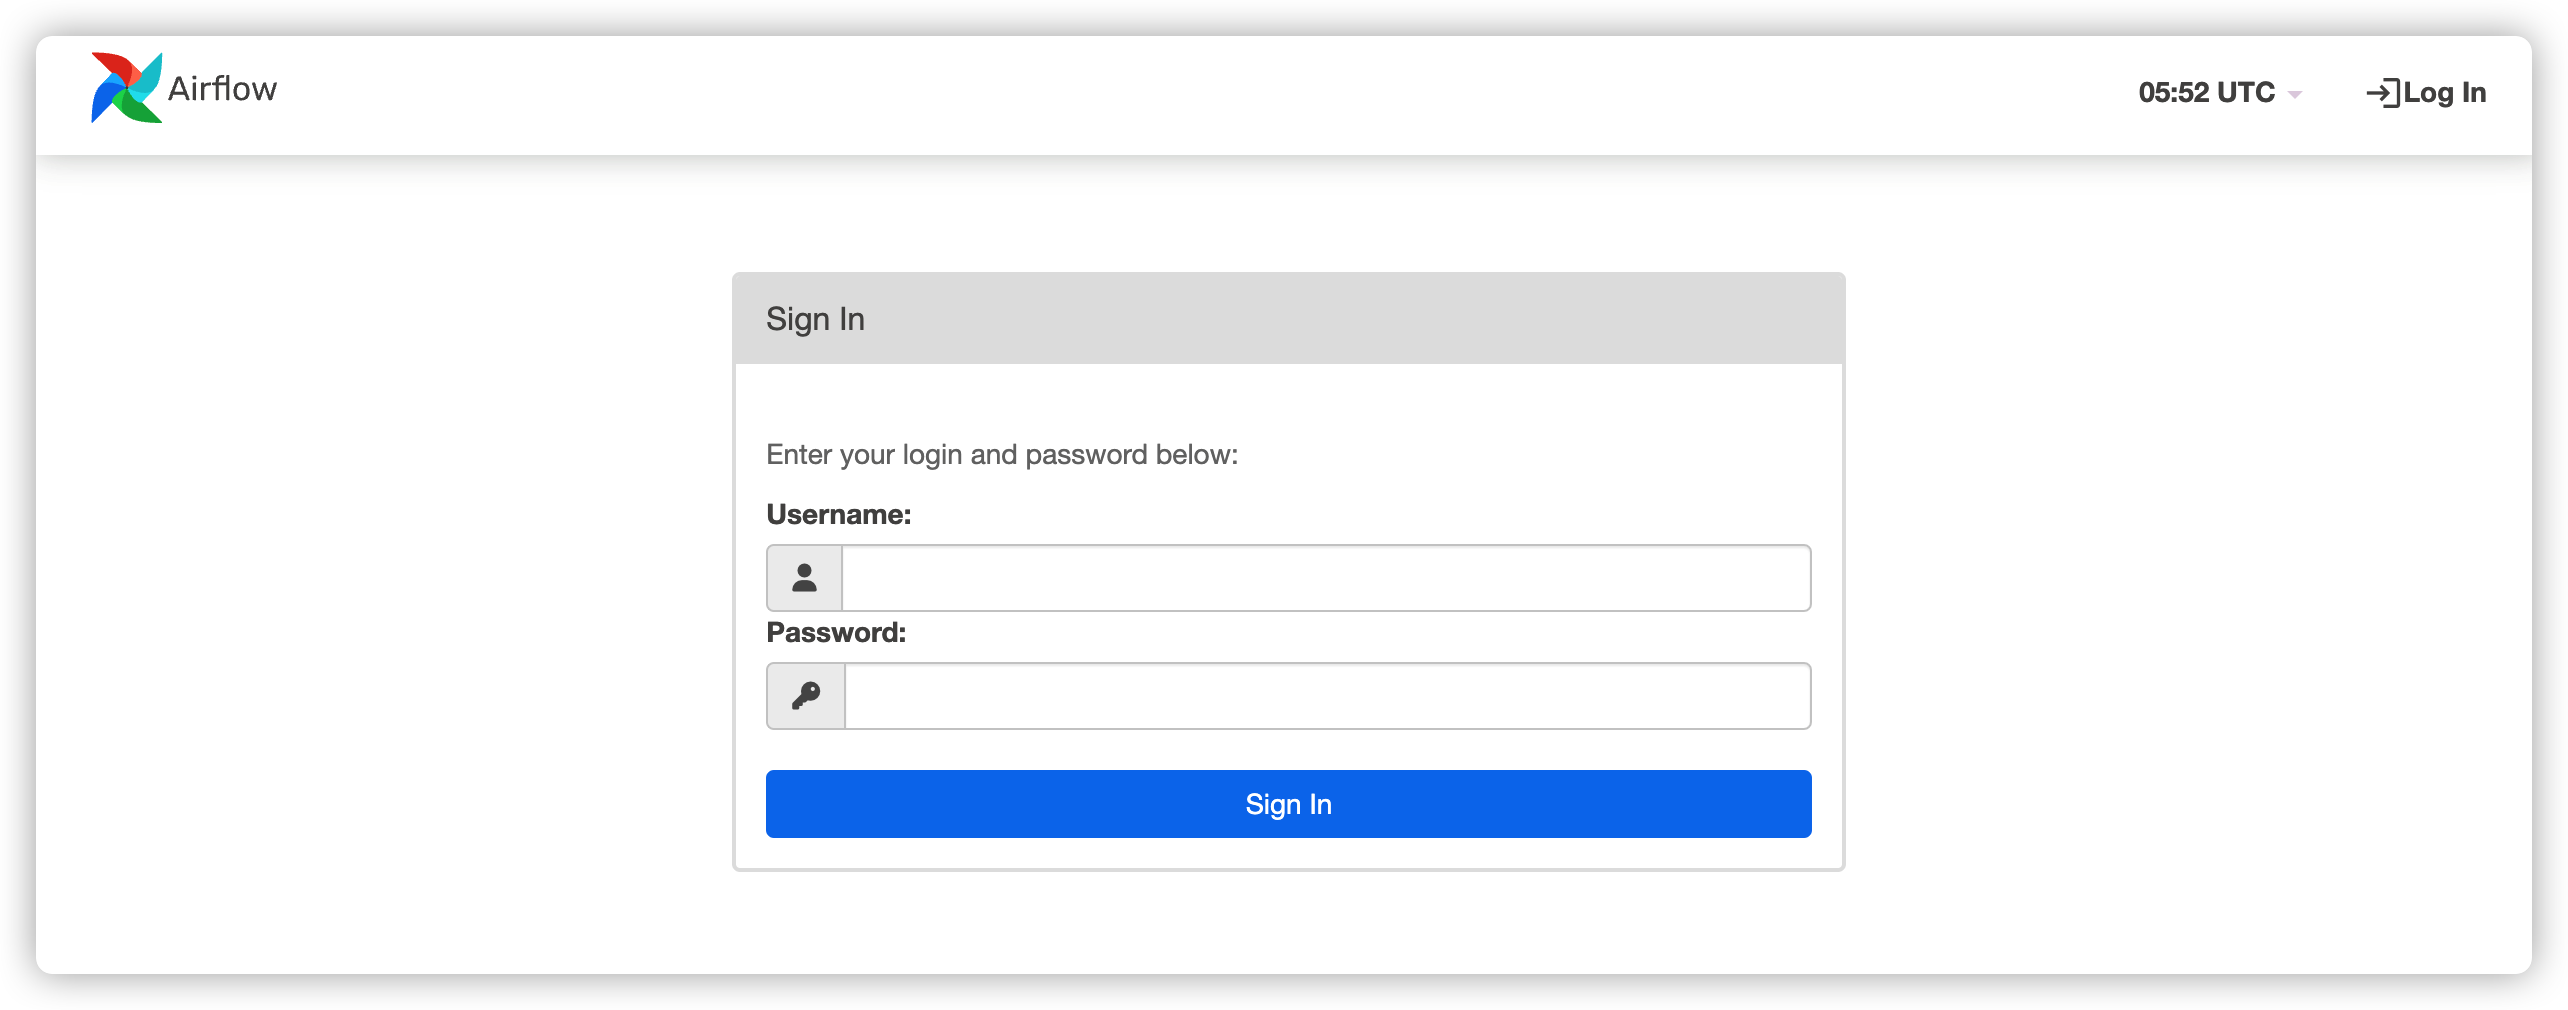 Airflow
05:52 UTC
Log In
Sign In
Enter your login and password below:
Username:
Password:
Sign In